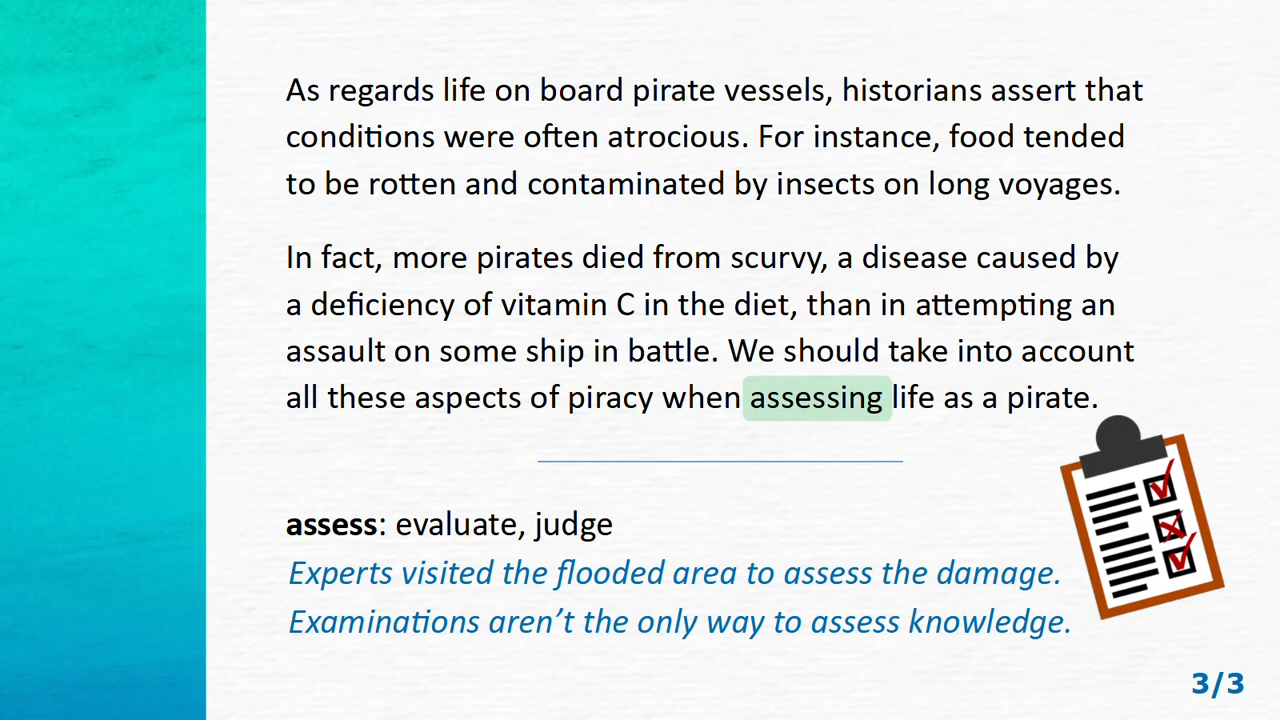 As regards life on board pirate vessels, historians assert that
conditions were often atrocious. For instance, food tended
to be rotten and contaminated by insects on long voyages.
In fact, more pirates died from scurvy, a disease caused by
a deficiency of vitamin C in the diet, than in attempting an
assault on some ship in battle. We should take into account
all these aspects of piracy when assessing life as a pirate.
assess: evaluate, judge
Experts visited the flooded area to assess the damage.
Examinations aren’t the only way to assess knowledge.
3/3